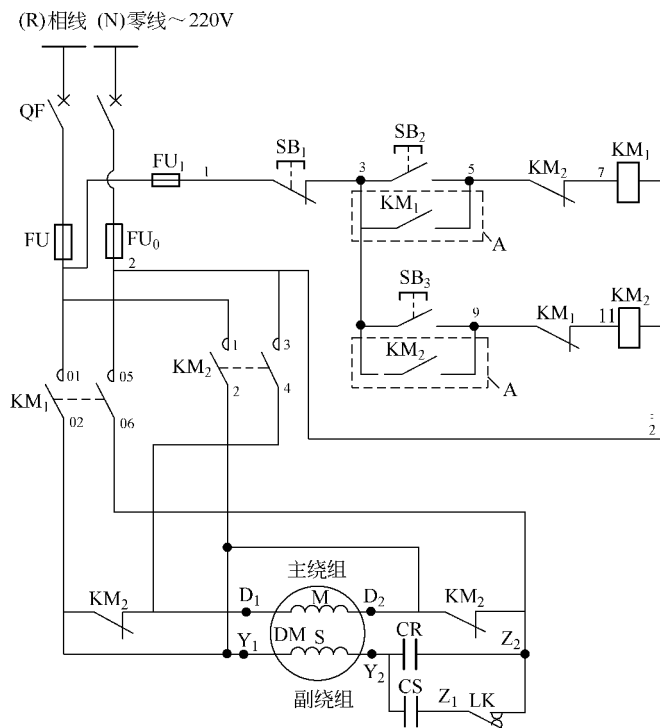 (R)相线 (N)零线～220V
QF
FU₁ 1 SB₁ 3 SB₂ 5 KM₂ 7 KM₁
KM₁
A
FU FU₀
2
SB₃
9 KM₁ 11 KM₂
KM₂
A
1 3
KM₂
2 4
01 05
KM₁
02 06
2
主绕组
KM₂ D₁ M D₂ KM₂
DM S CR Z₂
Y₁ Y₂
副绕组 CS Z₁ LK